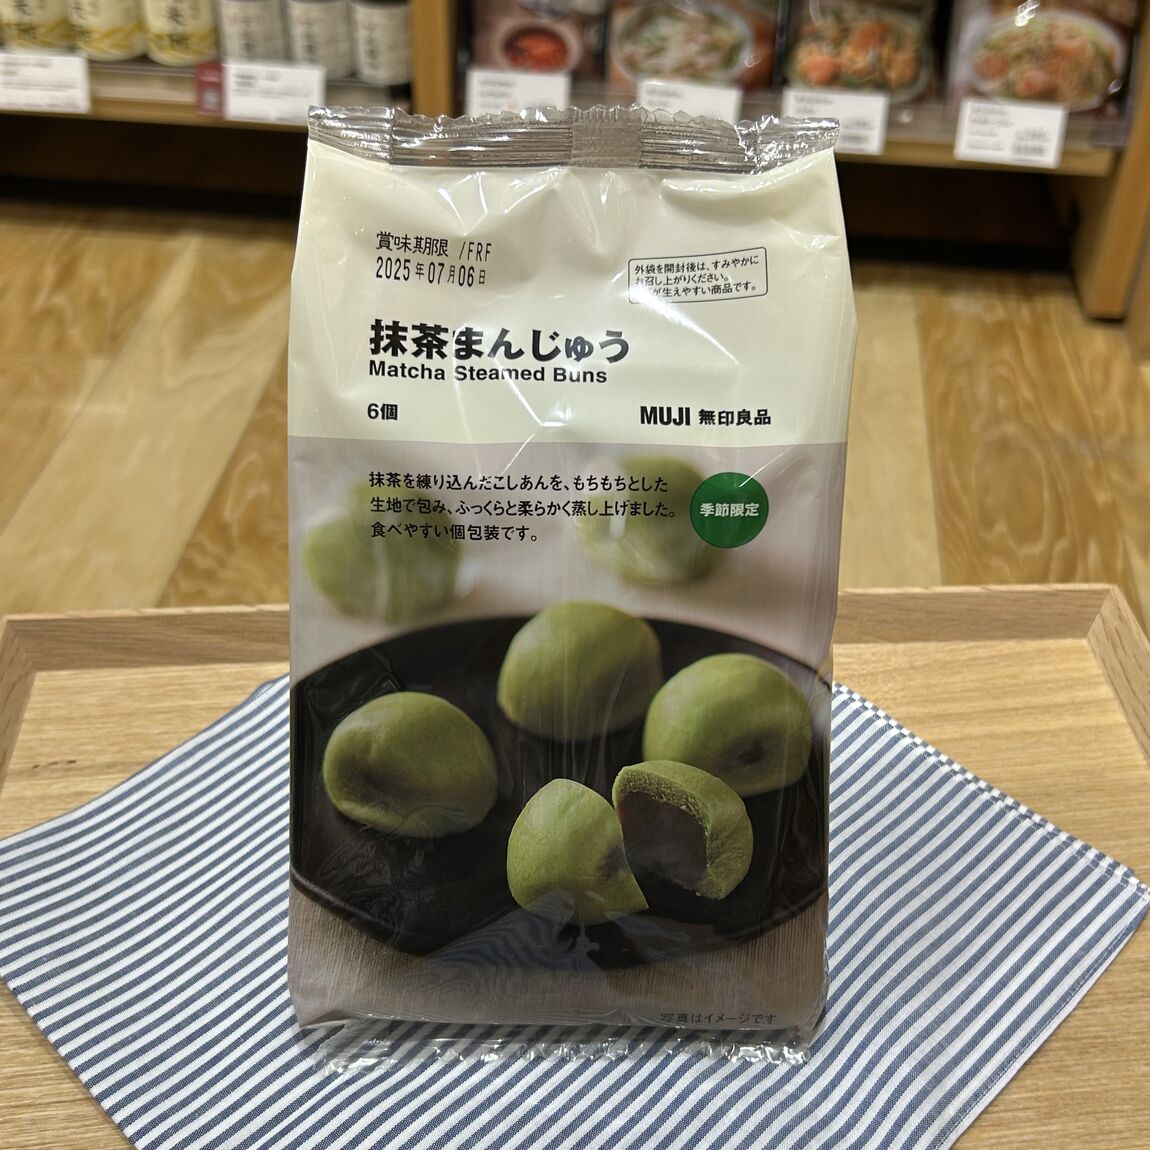 賞味期限 /FRF
2025年07月06日
外袋を開封後は、すみやかに
お召し上がりください。
が生えやすい商品です。
抹茶まんじゅう
Matcha Steamed Buns
6個
MUJI 無印良品
抹茶を練り込んだこしあんを、もちもちとした
生地で包み、ふっくらと柔らかく蒸し上げました。
食べやすい個包装です。
季節限定
写真はイメージです